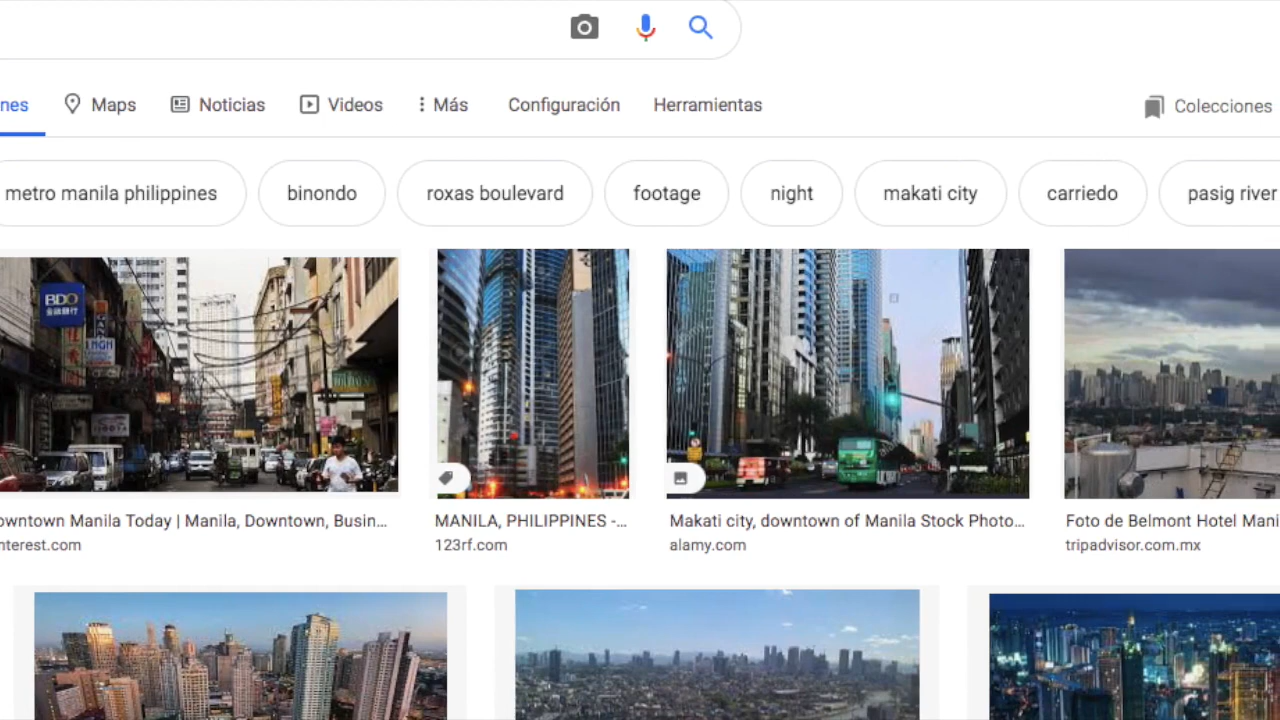 nes Maps Noticias Videos Más Configuración Herramientas Colecciones
metro manila philippines binondo roxas boulevard footage night makati city carriedo pasig river
BDO
owntown Manila Today | Manila, Downtown, Busin... MANILA, PHILIPPINES -... Makati city, downtown of Manila Stock Photo... Foto de Belmont Hotel Mani
nterest.com 123rf.com alamy.com tripadvisor.com.mx